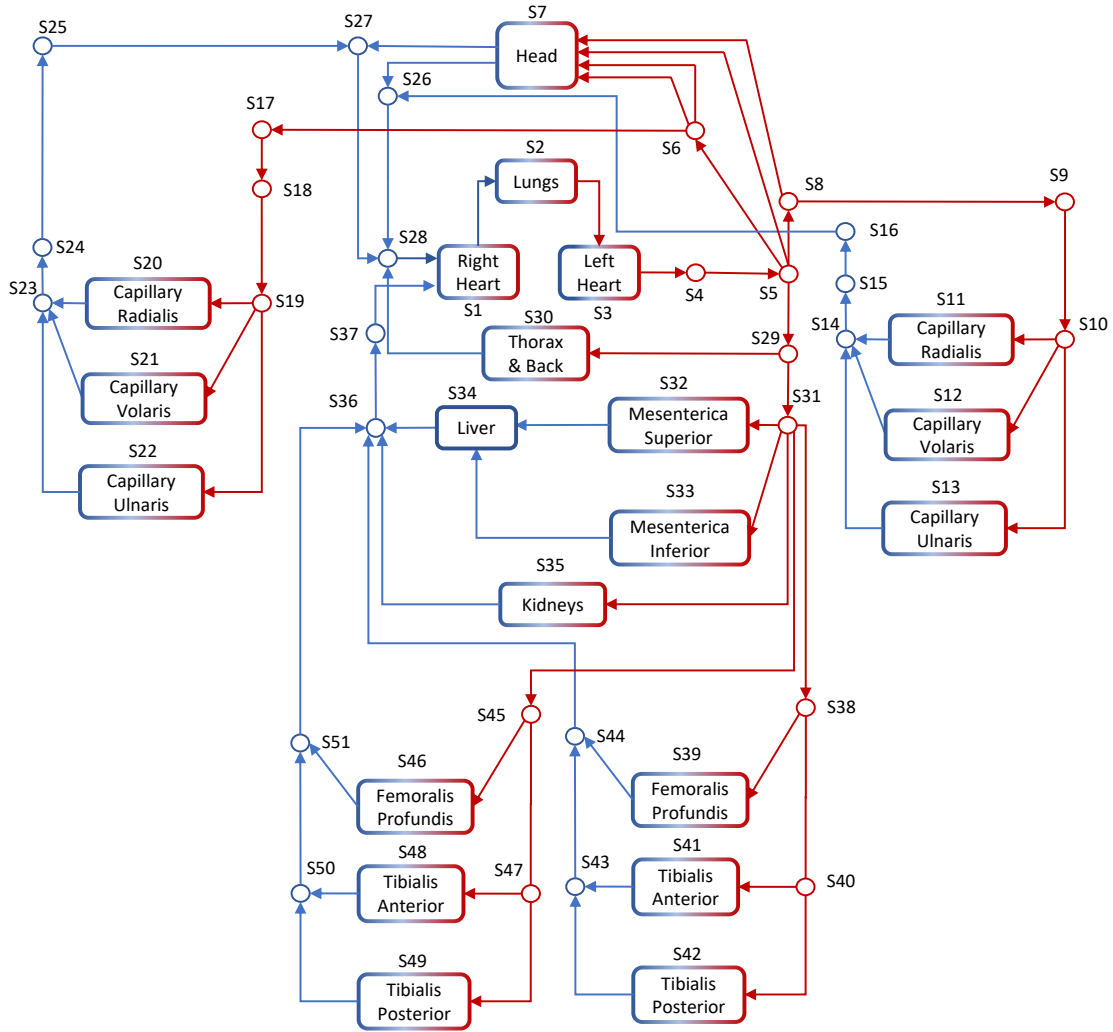 S7
S25
S27
Head
S26
S17
S6
S2
Lungs
S8
S9
S18
S16
S24
S28
Right
Heart
S1
Left
Heart
S3
S4
S5
S15
S20
Capillary
Radialis
S23
S19
S37
S30
Thorax
& Back
S29
S14
S11
Capillary
Radialis
S10
S21
Capillary
Volaris
S36
S34
Liver
S32
Mesenterica
Superior
S31
S12
Capillary
Volaris
S22
Capillary
Ulnaris
S33
Mesenterica
Inferior
S13
Capillary
Ulnaris
S35
Kidneys
S45
S38
S51
S46
Femoralis
Profundis
S44
S39
Femoralis
Profundis
S50
S48
Tibialis
Anterior
S47
S43
S41
Tibialis
Anterior
S40
S49
Tibialis
Posterior
S42
Tibialis
Posterior